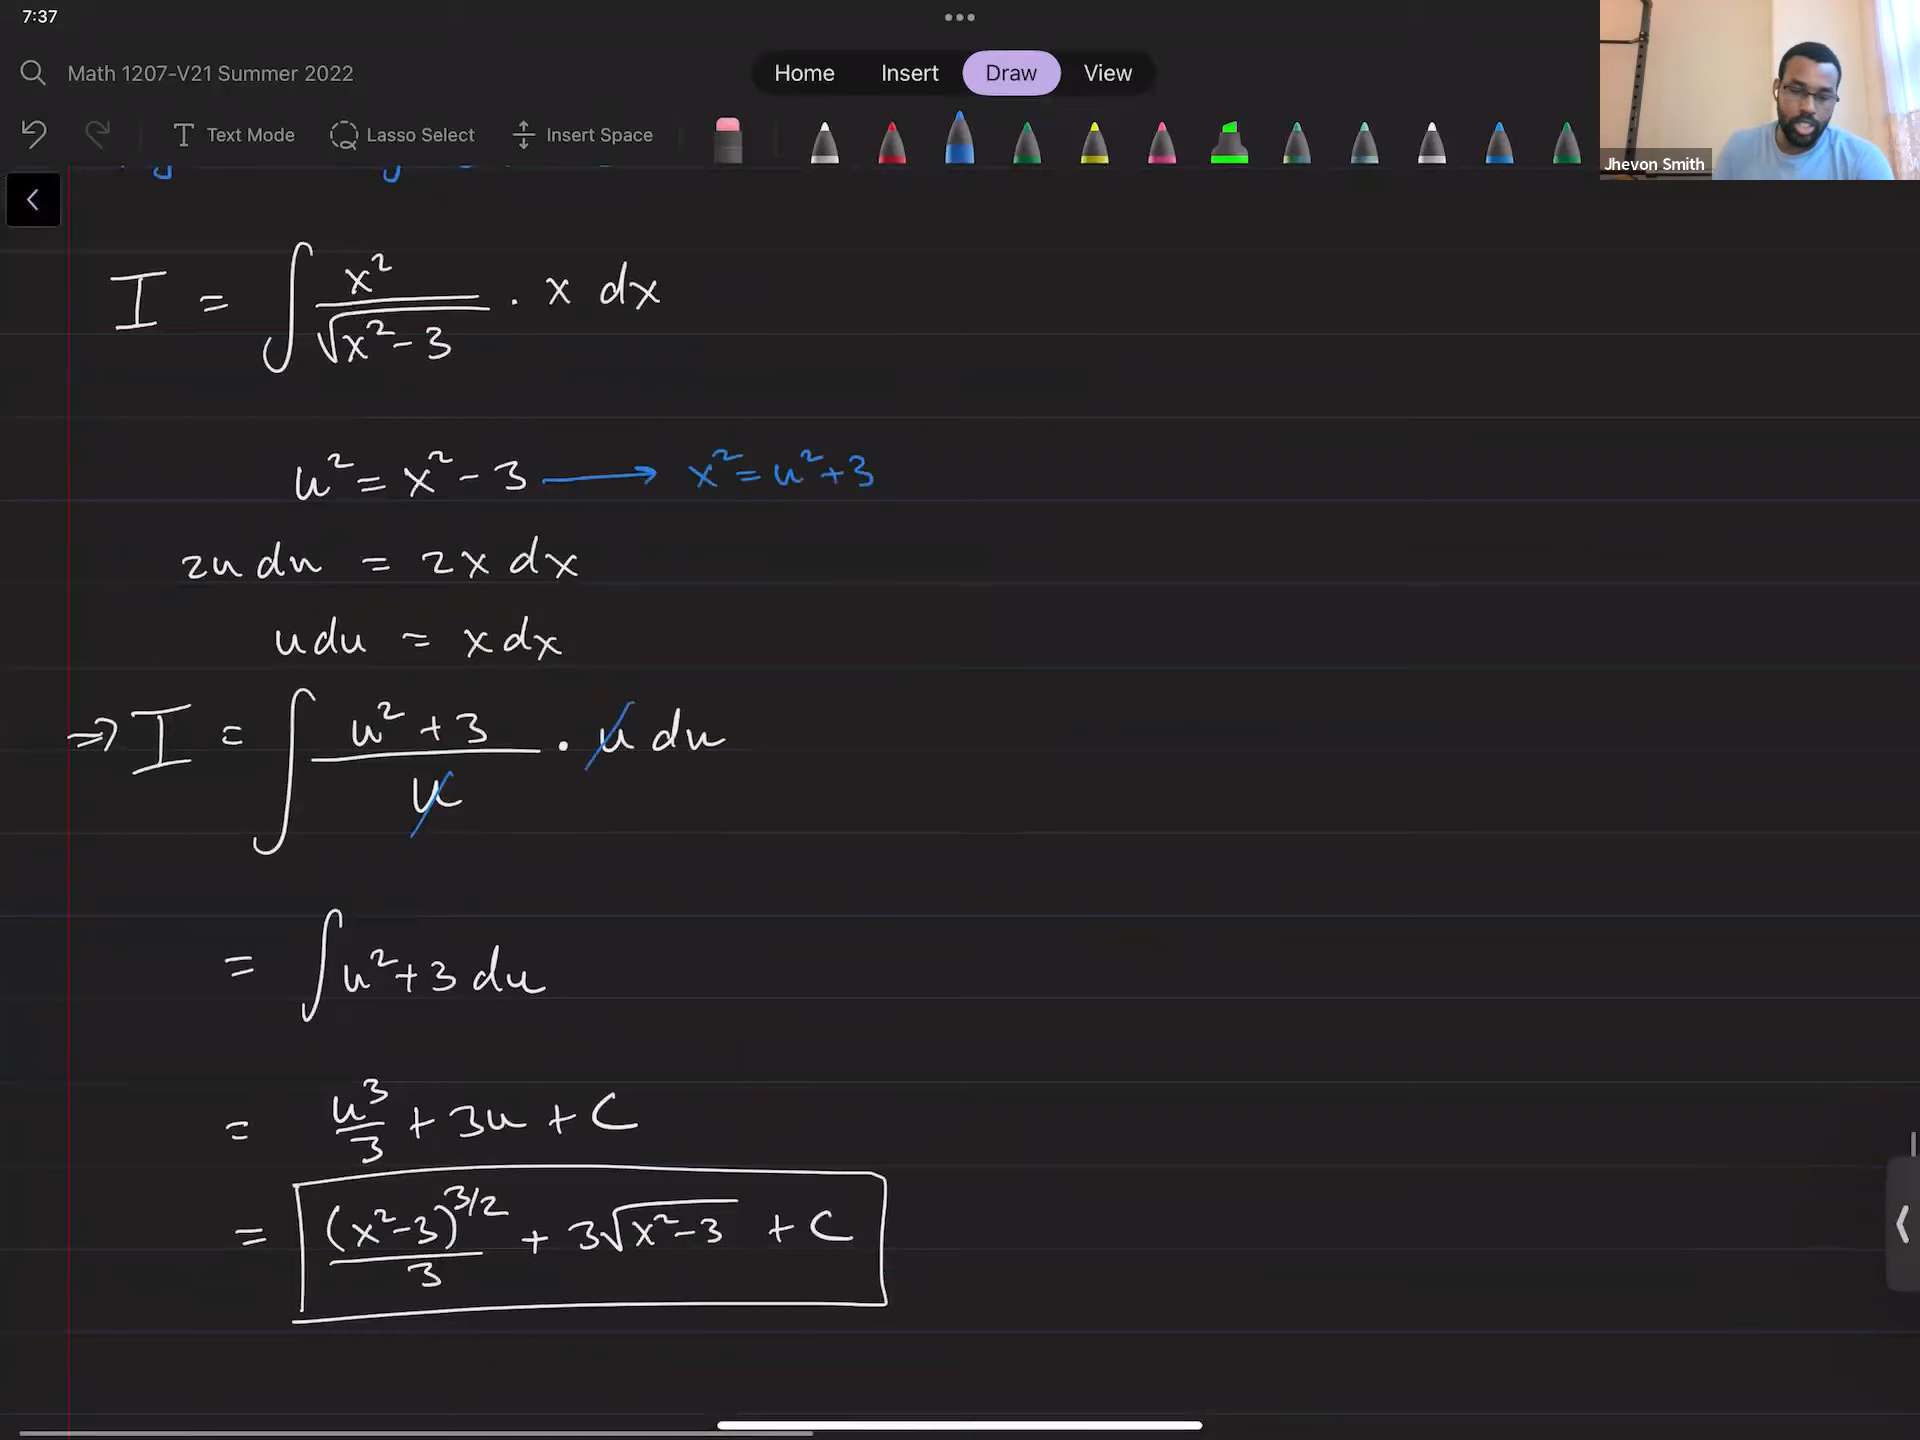 7:37
Math 1207-V21 Summer 2022
Home Insert Draw View
Text Mode Lasso Select Insert Space
Jhevon Smith
I = ∫ x²/√(x²-3) · x dx
u² = x² - 3 → x² = u² + 3
2u du = 2x dx
u du = x dx
⇒ I = ∫ (u² + 3)/u · u du
= ∫ u² + 3 du
= u³/3 + 3u + C
= (x²-3)^(3/2)/3 + 3√(x²-3) + C